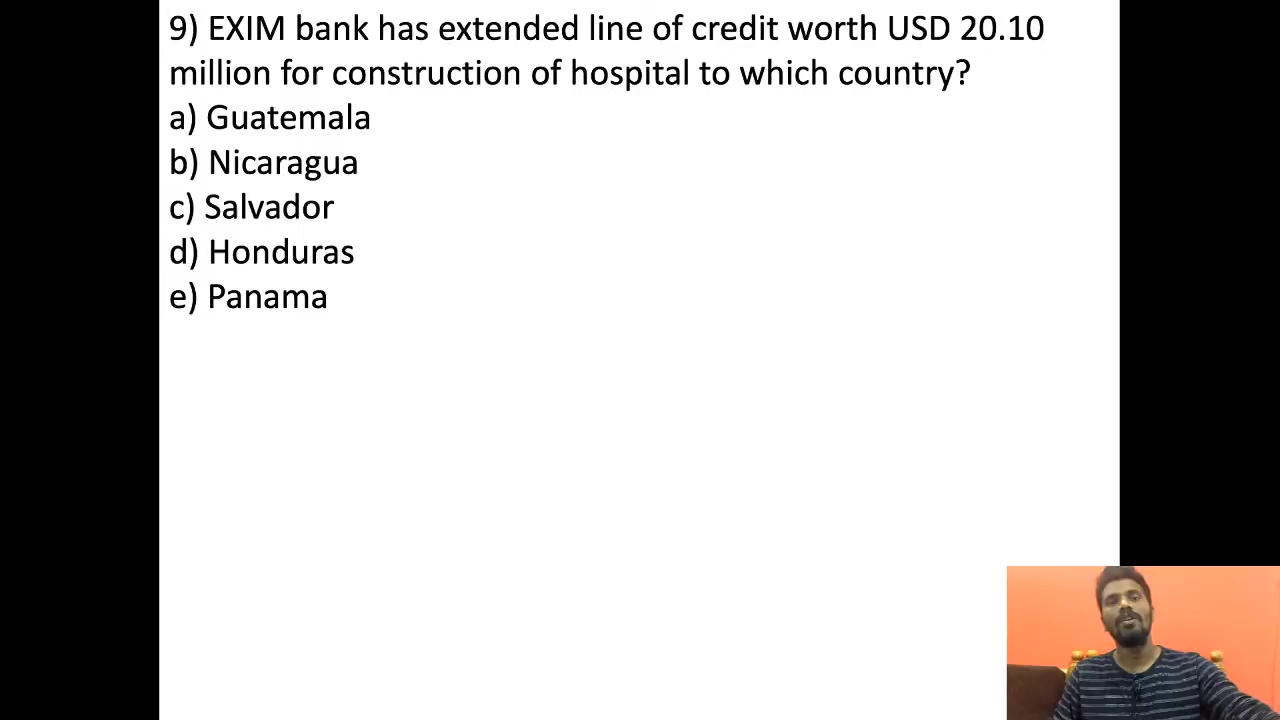 9) EXIM bank has extended line of credit worth USD 20.10
million for construction of hospital to which country?
a) Guatemala
b) Nicaragua
c) Salvador
d) Honduras
e) Panama